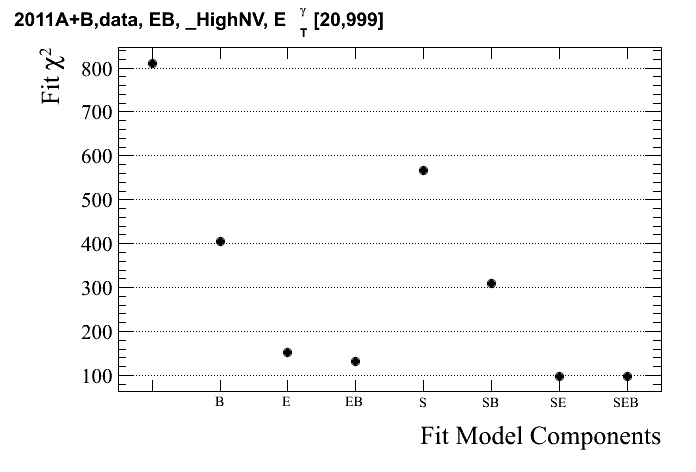 2011A+B,data, EB, _HighNV, E γ T [20,999]
Fit χ2
800
700
600
500
400
300
200
100
B E EB S SB SE SEB
Fit Model Components